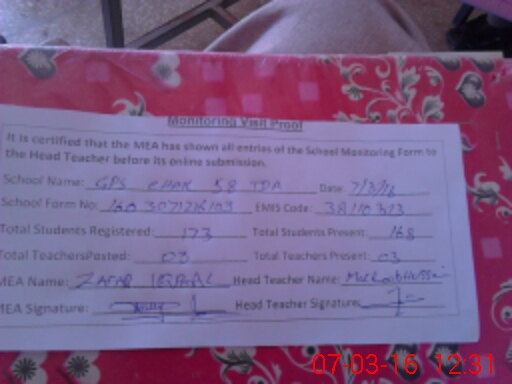 Monitoring Visit Proof
It is certified that the MEA has shown all entries of the School Monitoring Form to
the Head Teacher before its online submission.
School Name: GPS CHAK 58 TDA Date: 7/3/16
School Form No: EMIS Code:
Total Students Registered: 173 Total Students Present: 168
Total TeachersPosted: 03 Total Teachers Present: 03
MEA Name: ZAFAR IQBAL Head Teacher Name:
MEA Signature: Head Teacher Signature:
07-03-16 12:31